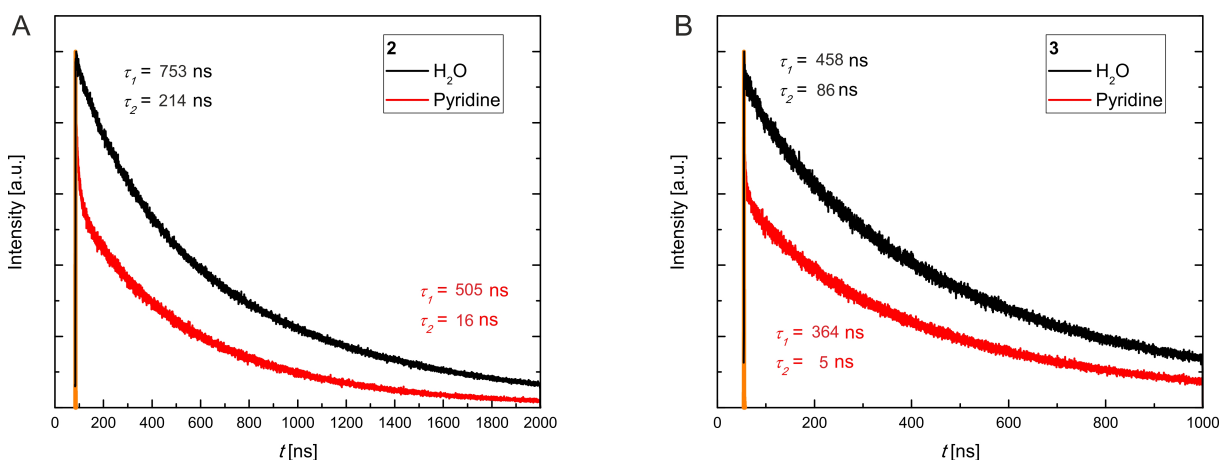 A
2
H₂O
Pyridine
τ₁ = 753 ns
τ₂ = 214 ns
τ₁ = 505 ns
τ₂ = 16 ns
Intensity [a.u.]
0 200 400 600 800 1000 1200 1400 1600 1800 2000
t [ns]
B
3
H₂O
Pyridine
τ₁ = 458 ns
τ₂ = 86 ns
τ₁ = 364 ns
τ₂ = 5 ns
Intensity [a.u.]
0 200 400 600 800 1000
t [ns]